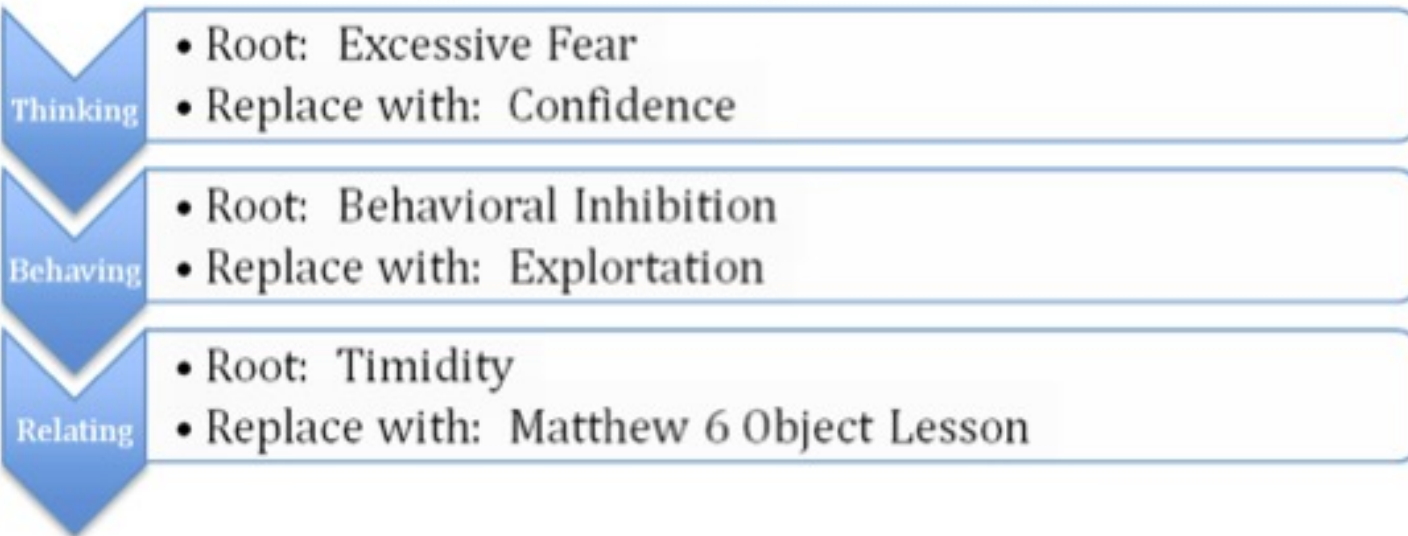 Thinking
• Root: Excessive Fear
• Replace with: Confidence
Behaving
• Root: Behavioral Inhibition
• Replace with: Explortation
Relating
• Root: Timidity
• Replace with: Matthew 6 Object Lesson